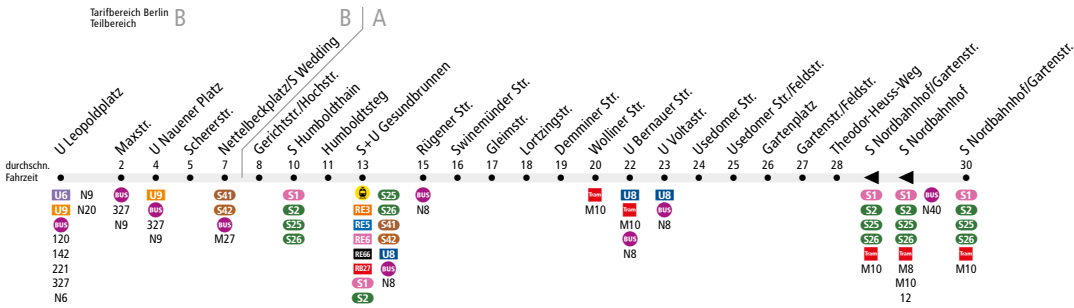 Tarifbereich Berlin
Teilbereich
B
B
A
U Leopoldplatz
Maxstr.
U Nauener Platz
Schererstr.
Nettelbeckplatz/S Wedding
Gerichtstr./Hochstr.
S Humboldthain
Humboldtsteg
S+U Gesundbrunnen
Rügener Str.
Swinemünder Str.
Gleimstr.
Lortzingstr.
Demminer Str.
Wolliner Str.
U Bernauer Str.
U Voltastr.
Usedomer Str.
Usedomer Str./Feldstr.
Gartenplatz
Gartenstr./Feldstr.
Theodor-Heuss-Weg
S Nordbahnhof/Gartenstr.
S Nordbahnhof
S Nordbahnhof/Gartenstr.
durchschn.
Fahrzeit
2 4 5 7 8 10 11 13 15 16 17 18 19 20 22 23 24 25 26 27 28 30
U6 N9
U9 N20
BUS
120
142
221
327
N6
BUS
327
N9
U9
BUS
327
N9
S41
S42
BUS
M27
S1
S2
S25
S26
S25
RE3 S26
RE5 S41
RE6 S42
RE66 U8
RB27 BUS
S1 N8
S2
BUS
N8
Tram
M10
U8
Tram
M10
BUS
N8
U8
BUS
N8
S1
S2
S25
S26
Tram
M10
S1 BUS
S2 N40
S25
S26
Tram
M8
M10
12
S1
S2
S25
S26
Tram
M10